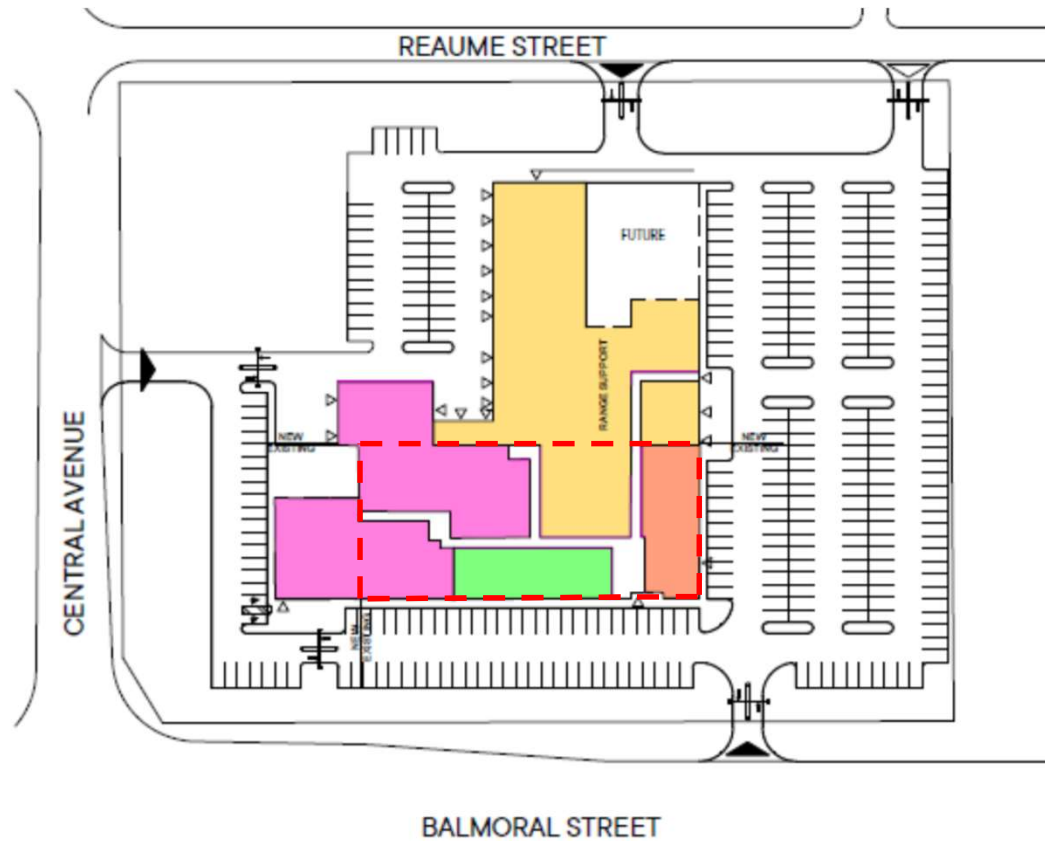 REAUME STREET
FUTURE
RANGE SUPPORT
NEW
EXISTING
NEW
EXISTING
CENTRAL AVENUE
NEW
EXISTING
BALMORAL STREET